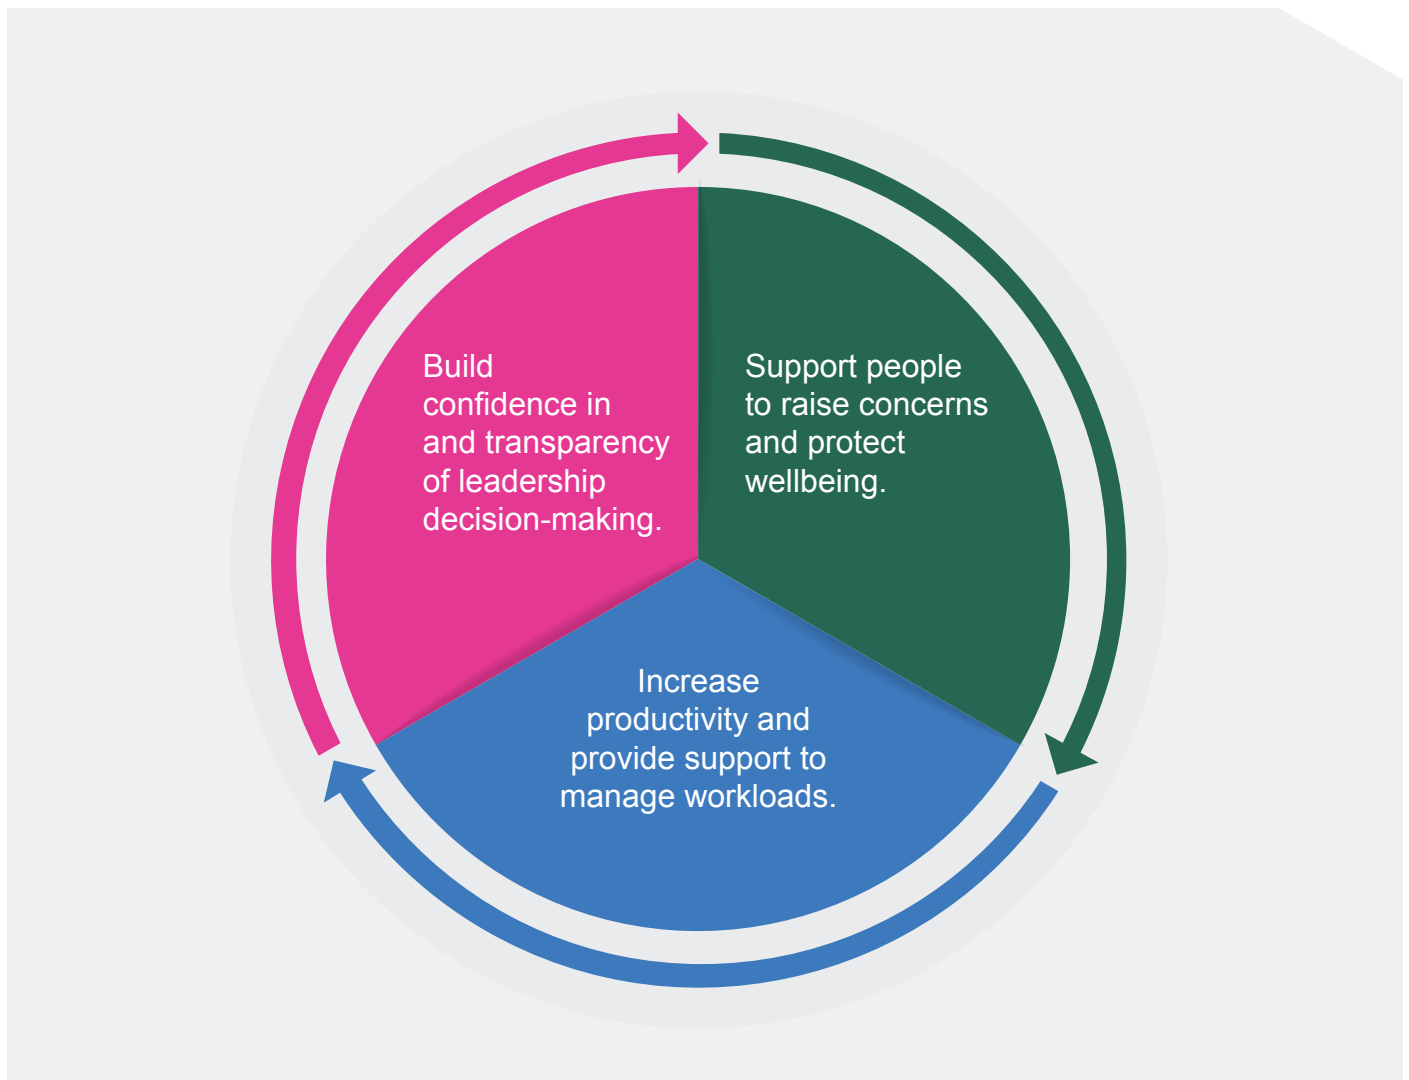 Build
confidence in
and transparency
of leadership
decision-making.
Support people
to raise concerns
and protect
wellbeing.
Increase
productivity and
provide support to
manage workloads.